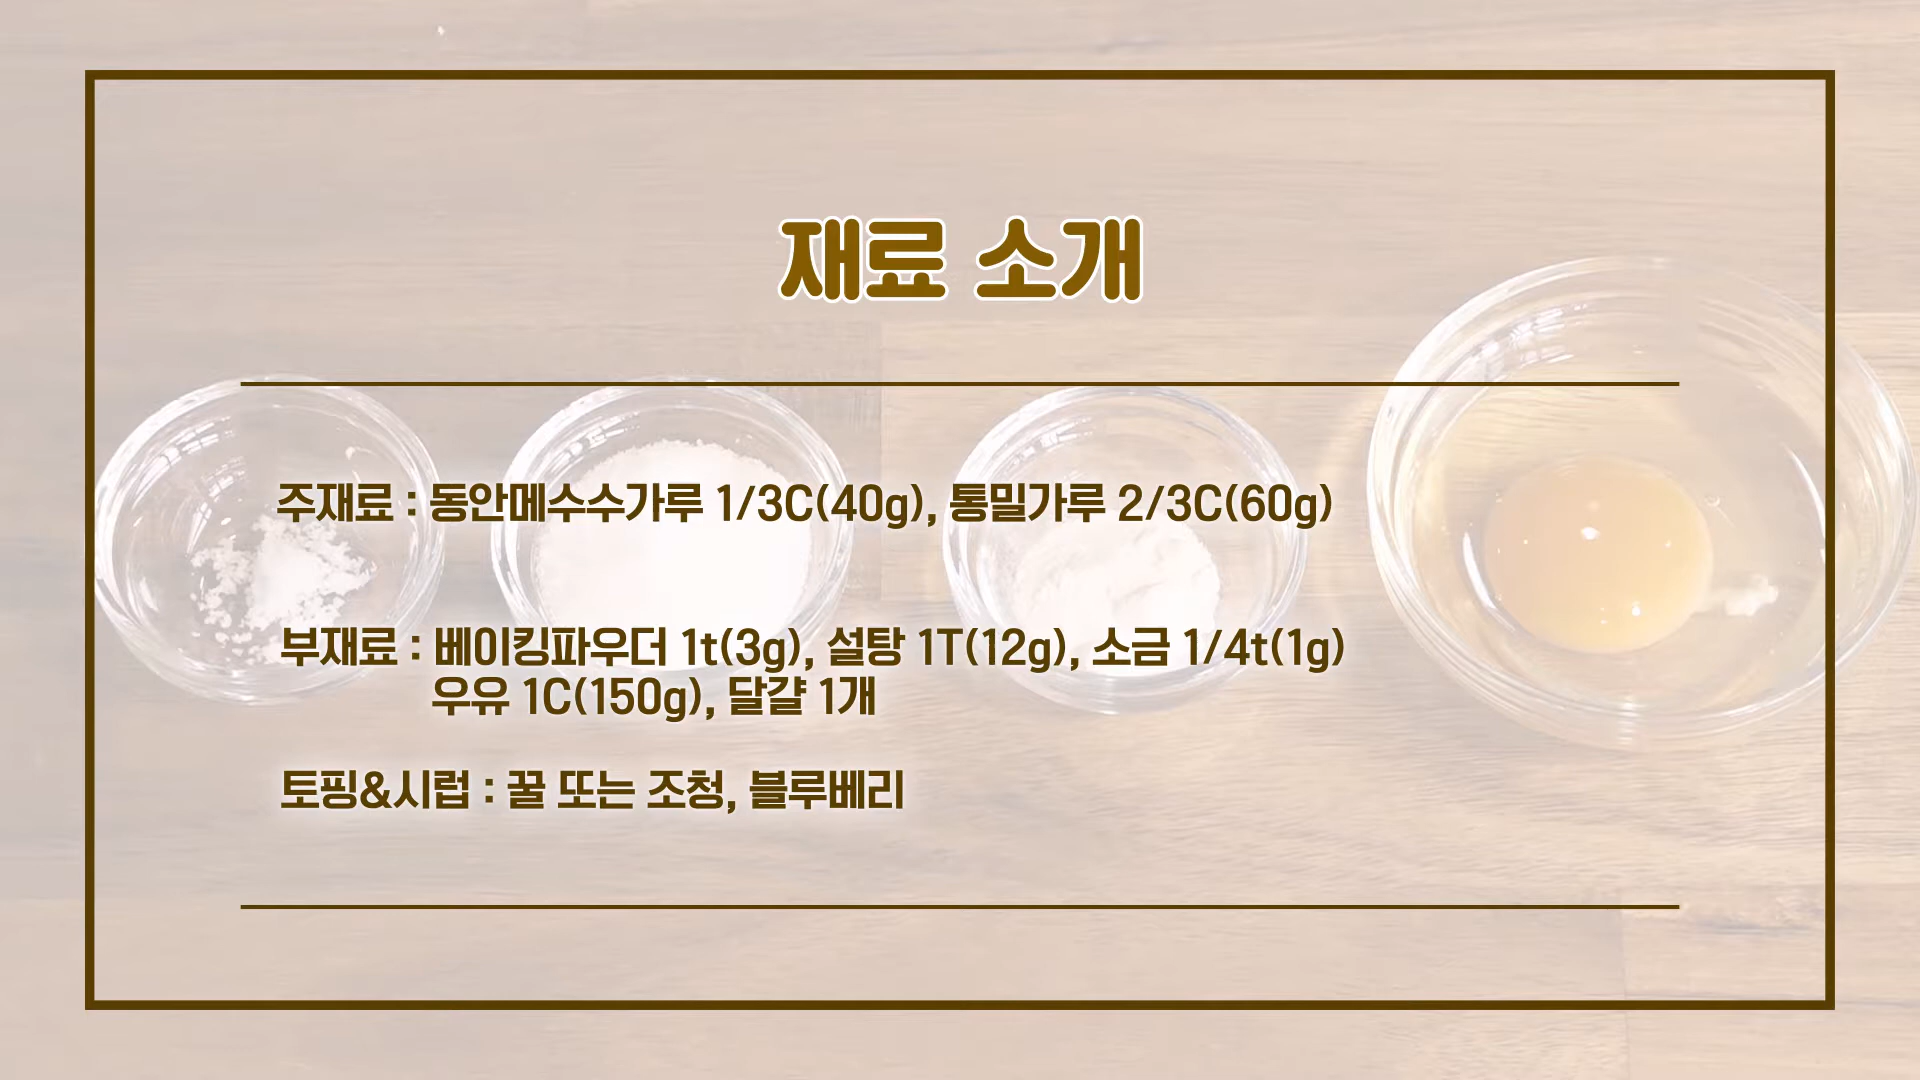 재료 소개
주재료 : 동안메수수가루 1/3C(40g), 통밀가루 2/3C(60g)
부재료 : 베이킹파우더 1t(3g), 설탕 1T(12g), 소금 1/4t(1g)
우유 1C(150g), 달걀 1개
토핑&시럽 : 꿀 또는 조청, 블루베리